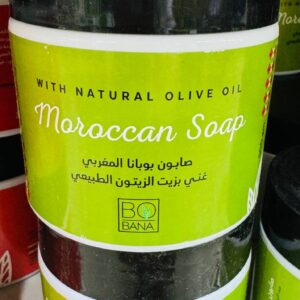 WITH NATURAL OLIVE OIL
Moroccan Soap
صابون بوبانا المغربي
غني بزيت الزيتون الطبيعي
BO
BANA